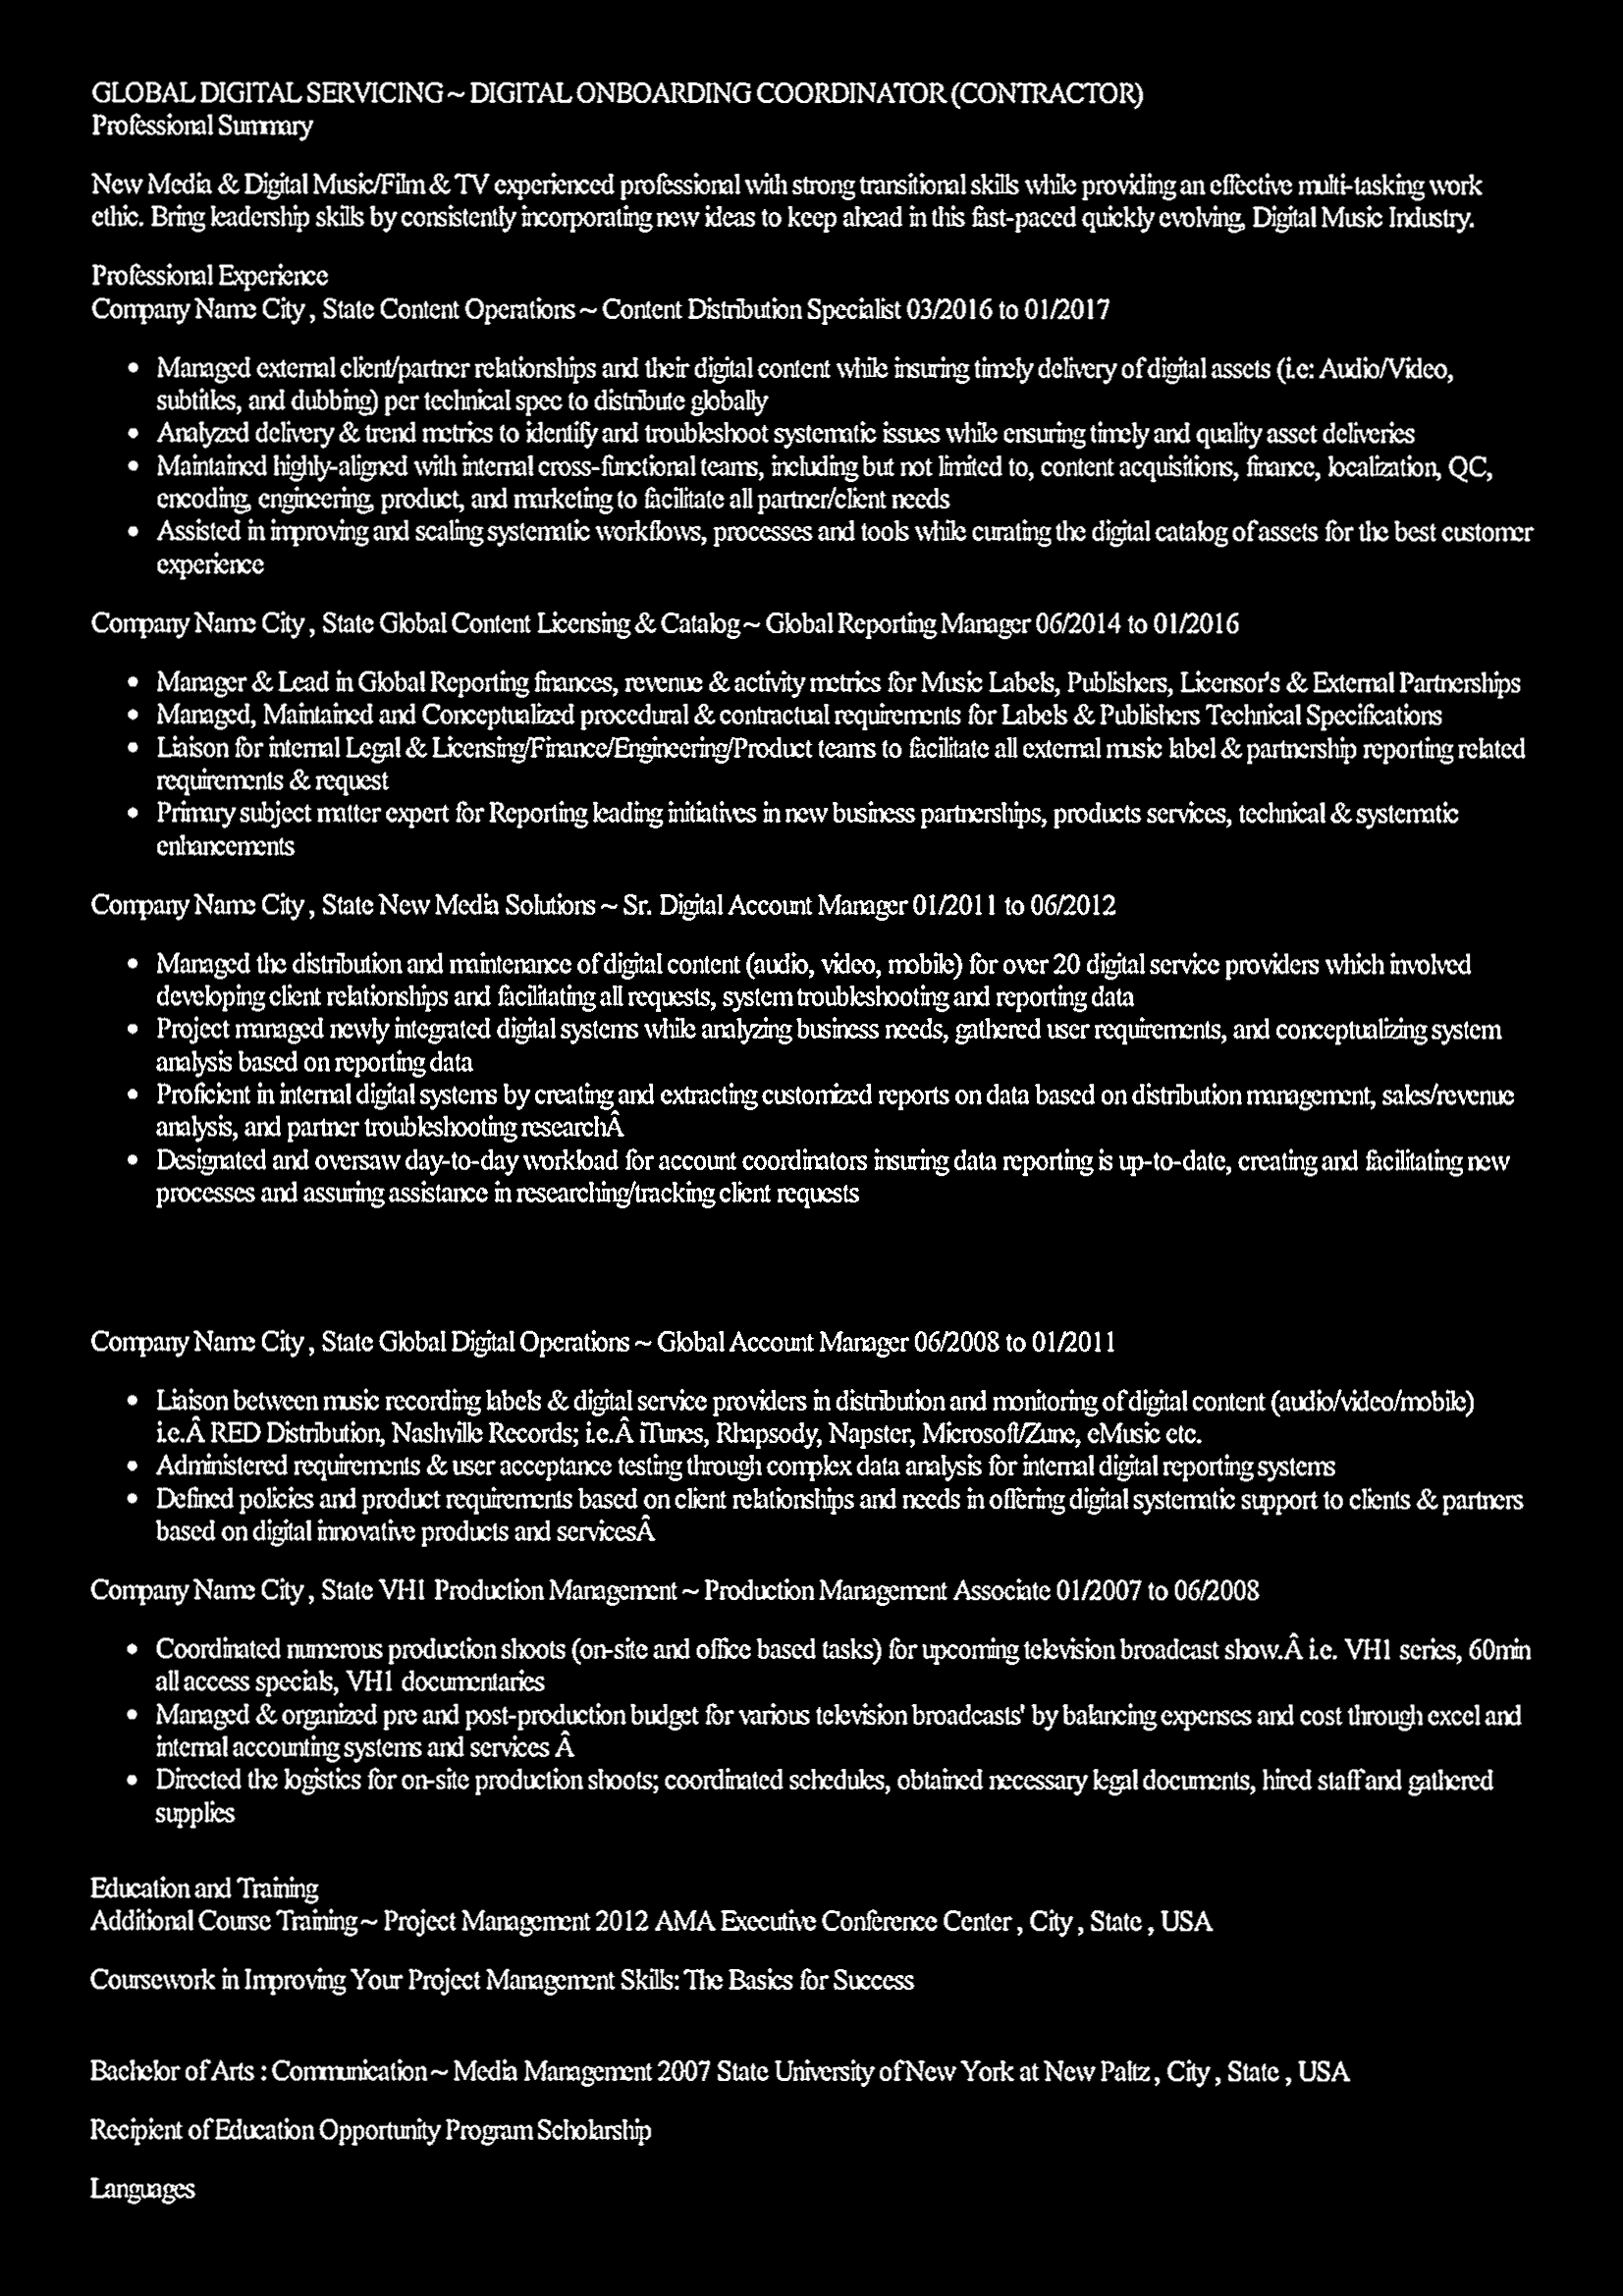 GLOBAL DIGITAL SERVICING ~ DIGITAL ONBOARDING COORDINATOR (CONTRACTOR)
Professional Summary
New Media & Digital Music/Film & TV experienced professional with strong transitional skills while providing an effective multi-tasking work
ethic. Bring leadership skills by consistently incorporating new ideas to keep ahead in this fast-paced quickly evolving, Digital Music Industry.
Professional Experience
Company Name City , State Content Operations ~ Content Distribution Specialist 03/2016 to 01/2017
• Managed external client/partner relationships and their digital content while insuring timely delivery of digital assets (i.e: Audio/Video,
subtitles, and dubbing) per technical spec to distribute globally
• Analyzed delivery & trend metrics to identify and troubleshoot systematic issues while ensuring timely and quality asset deliveries
• Maintained highly-aligned with internal cross-functional teams, including but not limited to, content acquisitions, finance, localization, QC,
encoding, engineering, product, and marketing to facilitate all partner/client needs
• Assisted in improving and scaling systematic workflows, processes and tools while curating the digital catalog of assets for the best customer
experience
Company Name City , State Global Content Licensing & Catalog ~ Global Reporting Manager 06/2014 to 01/2016
• Manager & Lead in Global Reporting finances, revenue & activity metrics for Music Labels, Publishers, Licensor's & External Partnerships
• Managed, Maintained and Conceptualized procedural & contractual requirements for Labels & Publishers Technical Specifications
• Liaison for internal Legal & Licensing/Finance/Engineering/Product teams to facilitate all external music label & partnership reporting related
requirements & request
• Primary subject matter expert for Reporting leading initiatives in new business partnerships, products services, technical & systematic
enhancements
Company Name City , State New Media Solutions ~ Sr. Digital Account Manager 01/2011 to 06/2012
• Managed the distribution and maintenance of digital content (audio, video, mobile) for over 20 digital service providers which involved
developing client relationships and facilitating all requests, system troubleshooting and reporting data
• Project managed newly integrated digital systems while analyzing business needs, gathered user requirements, and conceptualizing system
analysis based on reporting data
• Proficient in internal digital systems by creating and extracting customized reports on data based on distribution management, sales/revenue
analysis, and partner troubleshooting researchÂ
• Designated and oversaw day-to-day workload for account coordinators insuring data reporting is up-to-date, creating and facilitating new
processes and assuring assistance in researching/tracking client requests
Company Name City , State Global Digital Operations ~ Global Account Manager 06/2008 to 01/2011
• Liaison between music recording labels & digital service providers in distribution and monitoring of digital content (audio/video/mobile)
i.e.Â RED Distribution, Nashville Records; i.e.Â iTunes, Rhapsody, Napster, Microsoft/Zune, eMusic etc.
• Administered requirements & user acceptance testing through complex data analysis for internal digital reporting systems
• Defined policies and product requirements based on client relationships and needs in offering digital systematic support to clients & partners
based on digital innovative products and servicesÂ
Company Name City , State VH1 Production Management ~ Production Management Associate 01/2007 to 06/2008
• Coordinated numerous production shoots (on-site and office based tasks) for upcoming television broadcast show.Â i.e. VH1 series, 60min
all access specials, VH1 documentaries
• Managed & organized pre and post-production budget for various television broadcasts' by balancing expenses and cost through excel and
internal accounting systems and services Â
• Directed the logistics for on-site production shoots; coordinated schedules, obtained necessary legal documents, hired staff and gathered
supplies
Education and Training
Additional Course Training ~ Project Management 2012 AMA Executive Conference Center , City , State , USA
Coursework in Improving Your Project Management Skills: The Basics for Success
Bachelor of Arts : Communication ~ Media Management 2007 State University of New York at New Paltz , City , State , USA
Recipient of Education Opportunity Program Scholarship
Languages